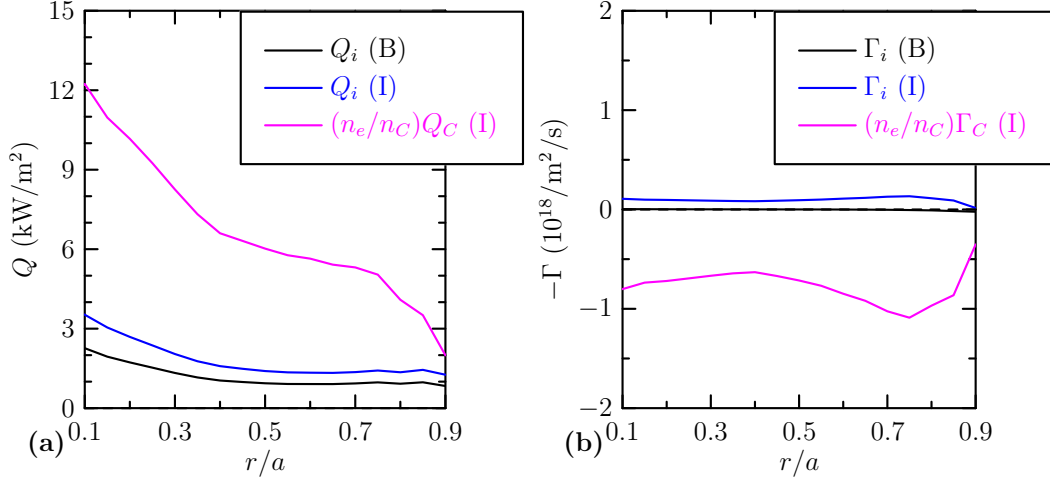 15
12
9
6
3
0
Q (kW/m²)
Q_i (B)
Q_i (I)
(n_e/n_C)Q_C (I)
0.1 0.3 0.5 0.7 0.9
(a)
r/a
2
1
0
−1
−2
−Γ (10¹⁸/m²/s)
Γ_i (B)
Γ_i (I)
(n_e/n_C)Γ_C (I)
0.1 0.3 0.5 0.7 0.9
(b)
r/a